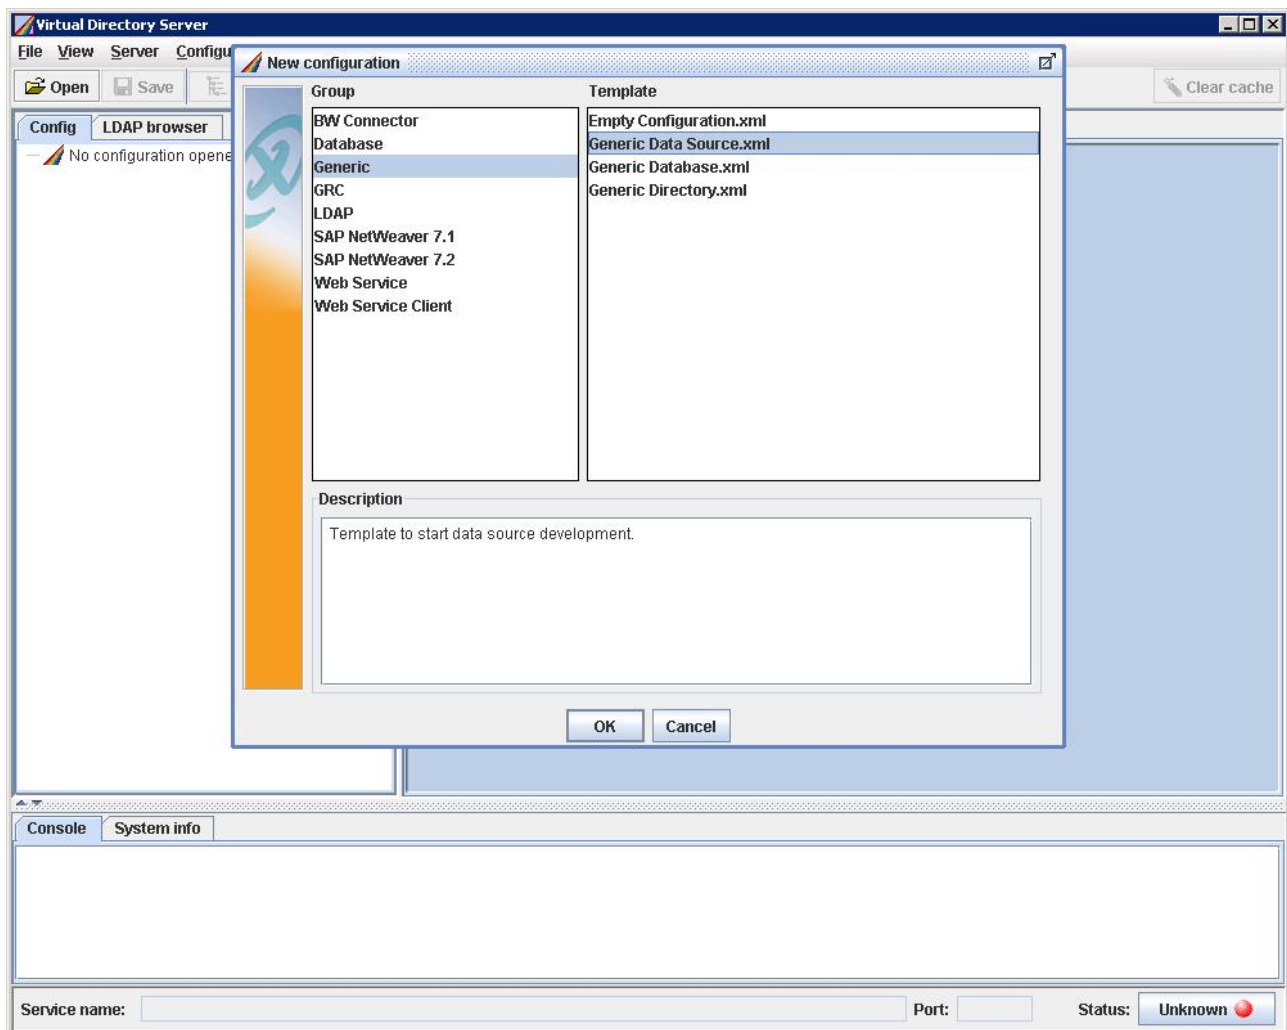 Virtual Directory Server
File View Server Configu
New configuration
Open Save
Clear cache
Config LDAP browser
No configuration opene
Group
BW Connector
Database
Generic
GRC
LDAP
SAP NetWeaver 7.1
SAP NetWeaver 7.2
Web Service
Web Service Client
Template
Empty Configuration.xml
Generic Data Source.xml
Generic Database.xml
Generic Directory.xml
Description
Template to start data source development.
OK Cancel
Console System info
Service name: Port: Status: Unknown